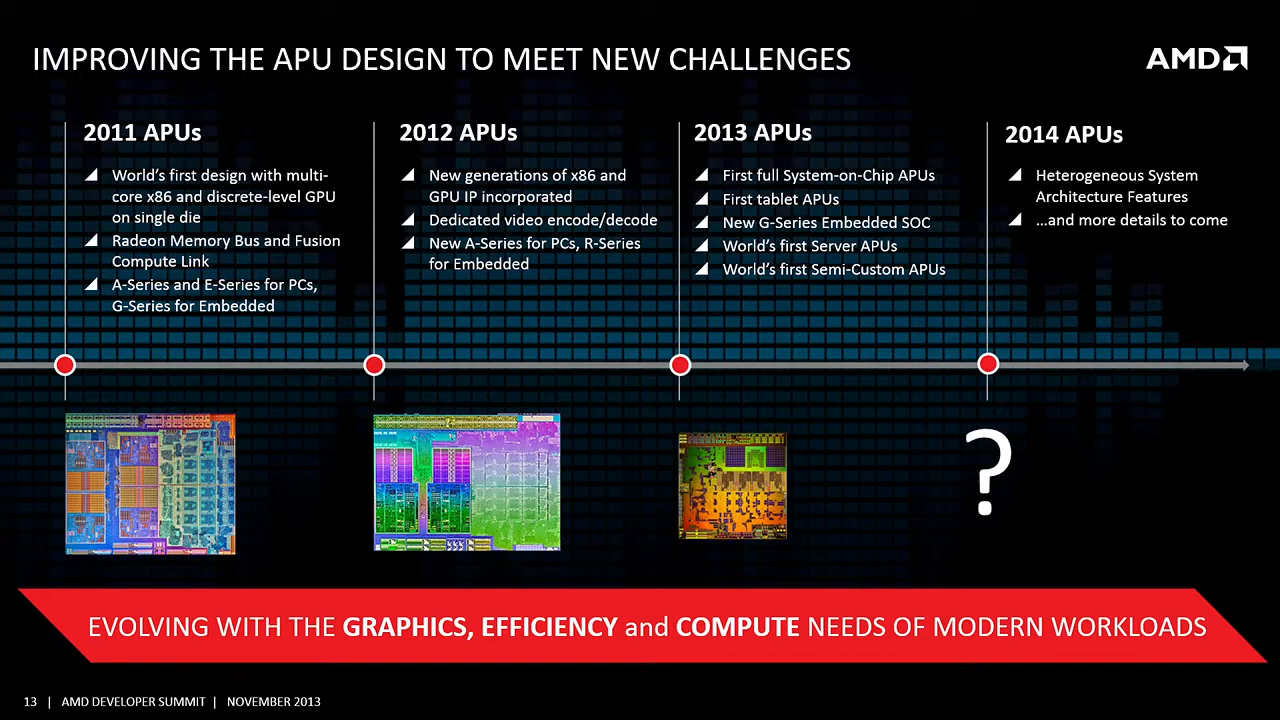 IMPROVING THE APU DESIGN TO MEET NEW CHALLENGES
AMD
2011 APUs
World's first design with multi-
core x86 and discrete-level GPU
on single die
Radeon Memory Bus and Fusion
Compute Link
A-Series and E-Series for PCs,
G-Series for Embedded
2012 APUs
New generations of x86 and
GPU IP incorporated
Dedicated video encode/decode
New A-Series for PCs, R-Series
for Embedded
2013 APUs
First full System-on-Chip APUs
First tablet APUs
New G-Series Embedded SOC
World's first Server APUs
World's first Semi-Custom APUs
2014 APUs
Heterogeneous System
Architecture Features
…and more details to come
?
EVOLVING WITH THE GRAPHICS, EFFICIENCY and COMPUTE NEEDS OF MODERN WORKLOADS
13 | AMD DEVELOPER SUMMIT | NOVEMBER 2013